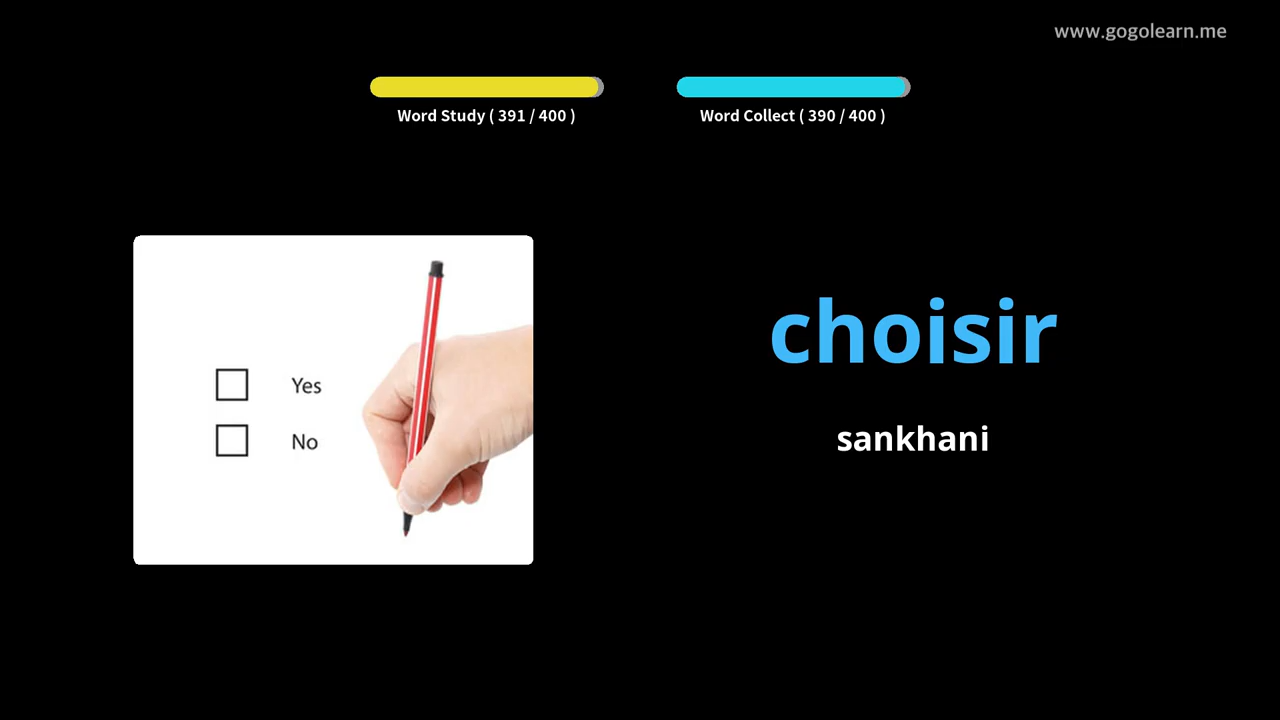 www.gogolearn.me
Word Study ( 391 / 400 )
Word Collect ( 390 / 400 )
choisir
Yes
No
sankhani